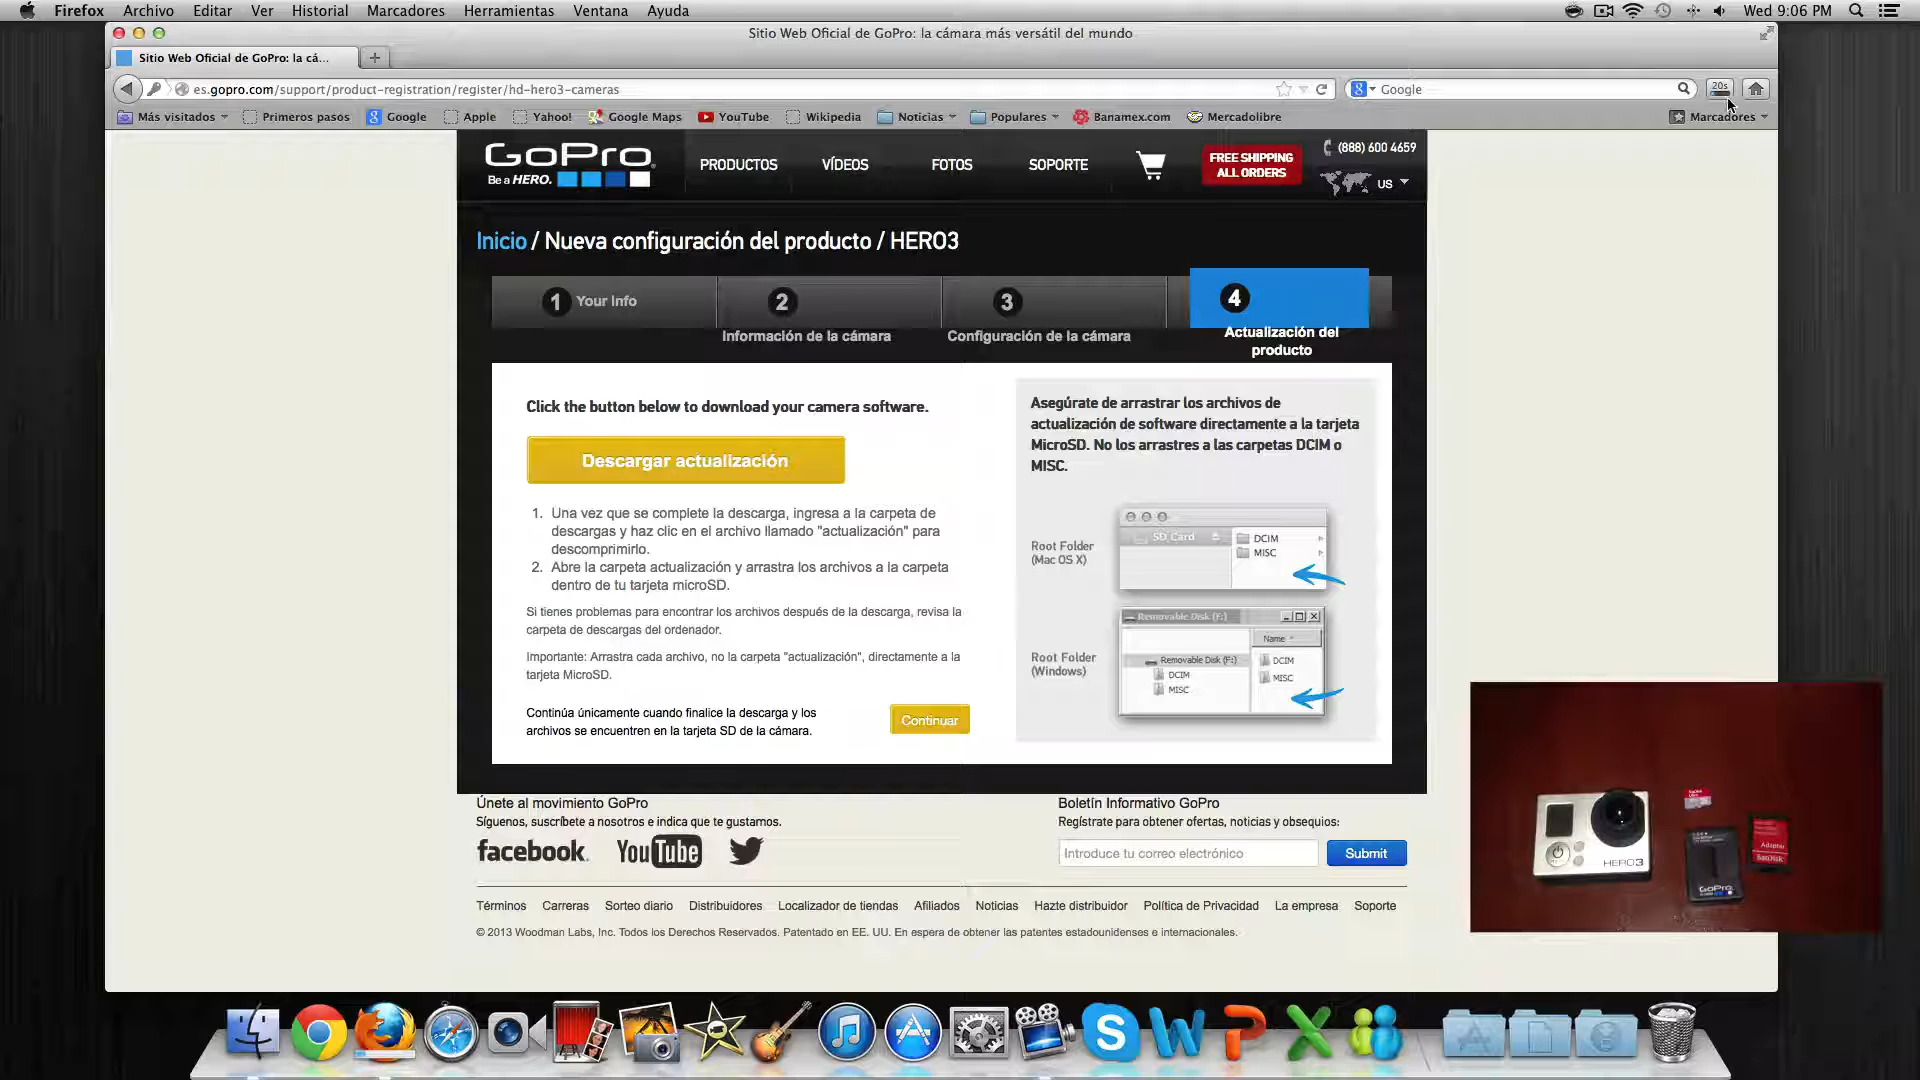 Firefox Archivo Editar Ver Historial Marcadores Herramientas Ventana Ayuda Wed 9:06 PM
Sitio Web Oficial de GoPro: la cámara más versátil del mundo
Sitio Web Oficial de GoPro: la cá...
es.gopro.com/support/product-registration/register/hd-hero3-cameras Google 20s
Más visitados Primeros pasos Google Apple Yahoo! Google Maps YouTube Wikipedia Noticias Populares Banamex.com Mercadolibre Marcadores
GoPro
Be a HERO.
PRODUCTOS VÍDEOS FOTOS SOPORTE
FREE SHIPPING
ALL ORDERS
(888) 600 4659
US
Inicio / Nueva configuración del producto / HERO3
1 Your Info
2
Información de la cámara
3
Configuración de la cámara
4
Actualización del
producto
Click the button below to download your camera software.
Descargar actualización
1. Una vez que se complete la descarga, ingresa a la carpeta de
descargas y haz clic en el archivo llamado "actualización" para
descomprimirlo.
2. Abre la carpeta actualización y arrastra los archivos a la carpeta
dentro de tu tarjeta microSD.
Si tienes problemas para encontrar los archivos después de la descarga, revisa la
carpeta de descargas del ordenador.
Importante: Arrastra cada archivo, no la carpeta "actualización", directamente a la
tarjeta MicroSD.
Continúa únicamente cuando finalice la descarga y los
archivos se encuentren en la tarjeta SD de la cámara.
Continuar
Asegúrate de arrastrar los archivos de
actualización de software directamente a la tarjeta
MicroSD. No los arrastres a las carpetas DCIM o
MISC.
Root Folder
(Mac OS X)
SD Card
DCIM
MISC
Root Folder
(Windows)
Removable Disk (F:)
Name
Removable Disk (F:)
DCIM
MISC
DCIM
MISC
Únete al movimiento GoPro
Síguenos, suscríbete a nosotros e indica que te gustamos.
facebook. YouTube
Boletín Informativo GoPro
Regístrate para obtener ofertas, noticias y obsequios:
Introduce tu correo electrónico Submit
Términos Carreras Sorteo diario Distribuidores Localizador de tiendas Afiliados Noticias Hazte distribuidor Política de Privacidad La empresa Soporte
© 2013 Woodman Labs, Inc. Todos los Derechos Reservados. Patentado en EE. UU. En espera de obtener las patentes estadounidenses e internacionales.
HERO3
GoPro
Adapter
SanDisk